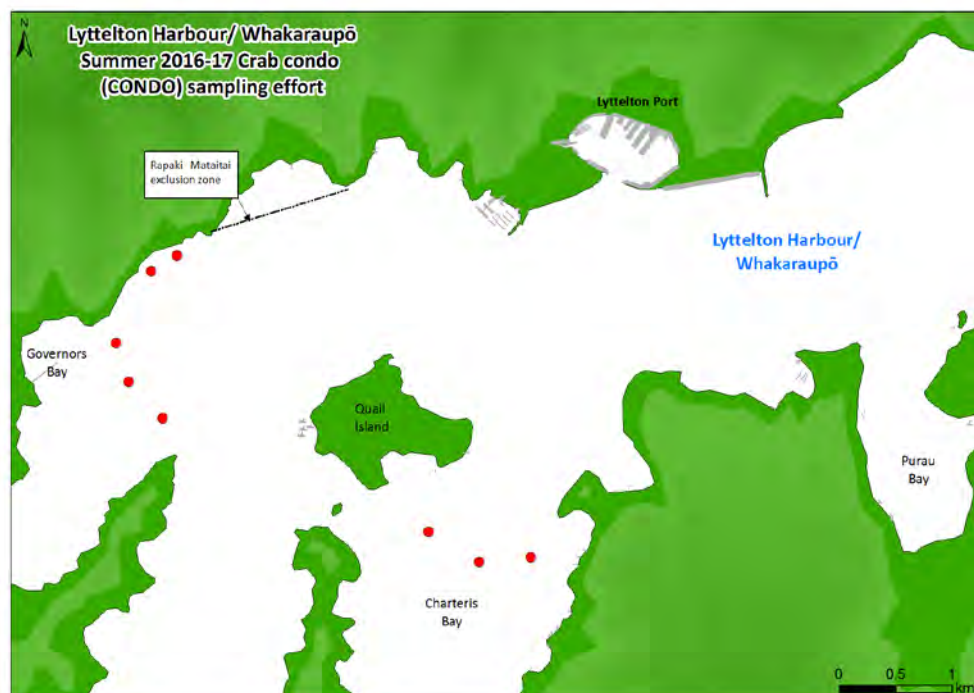 N
Lyttelton Harbour/ Whakaraupō
Summer 2016-17 Crab condo
(CONDO) sampling effort
Lyttelton Port
Rapaki Mataitai
exclusion zone
Lyttelton Harbour/
Whakaraupō
Governors
Bay
Quail
Island
Purau
Bay
Charteris
Bay
0 0.5 1
km